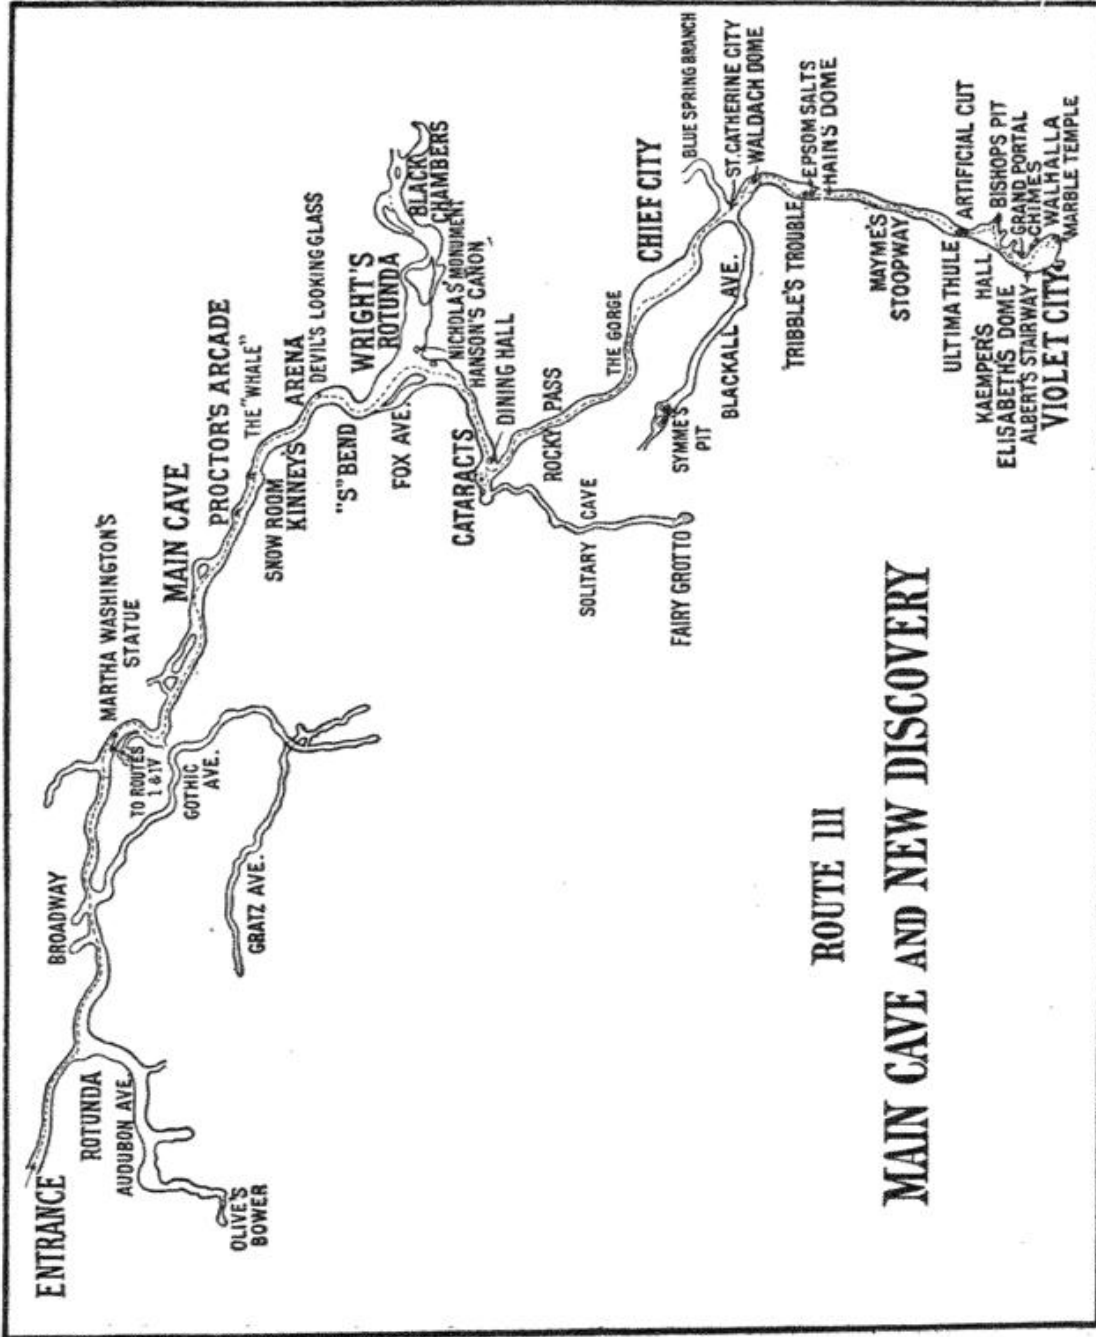 ENTRANCE
ROTUNDA
AUDUBON AVE.
OLIVE'S
BOWER
BROADWAY
GRATZ AVE.
TO ROUTES
I & IV
GOTHIC
AVE.
MARTHA WASHINGTON'S
STATUE
MAIN CAVE
PROCTOR'S ARCADE
THE "WHALE"
SNOW ROOM
KINNEY'S ARENA
DEVIL'S LOOKING GLASS
"S" BEND
WRIGHT'S
ROTUNDA
FOX AVE.
BLACK
CHAMBERS
NICHOLAS' MONUMENT
HANSON'S CANON
CATARACTS
DINING HALL
ROCKY PASS
SOLITARY CAVE
FAIRY GROTTO
THE GORGE
CHIEF CITY
BLUE SPRING BRANCH
SYMME'S
PIT
BLACKALL AVE.
ST. CATHERINE CITY
WALDACH DOME
TRIBBLE'S TROUBLE
EPSOM SALTS
HAINS DOME
MAYME'S
STOOPWAY
ULTIMA THULE
ARTIFICIAL CUT
KAEMPER'S HALL
BISHOPS PIT
ELISABETH'S DOME
GRAND PORTAL
ALBERT'S STAIRWAY
CHIMES
VIOLET CITY
WALHALLA
MARBLE TEMPLE
ROUTE III
MAIN CAVE AND NEW DISCOVERY